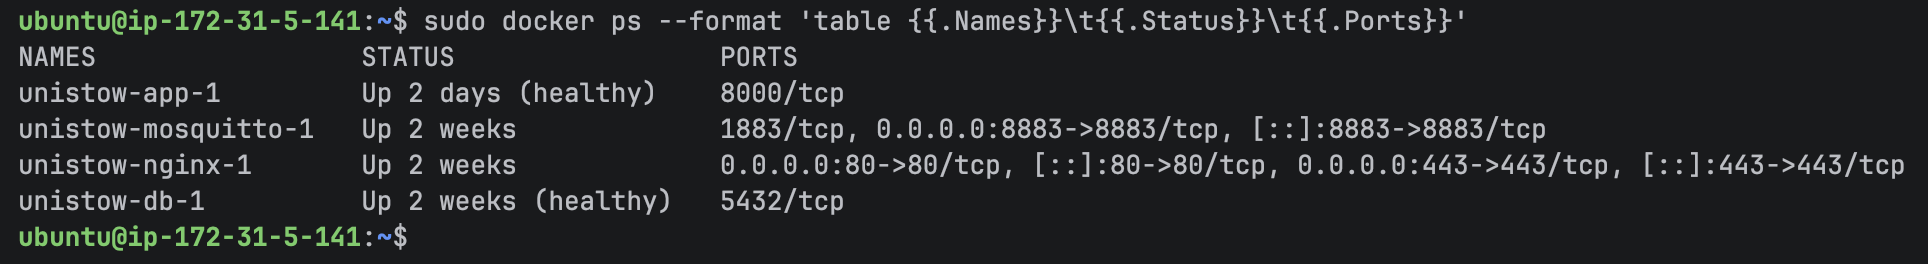 ubuntu@ip-172-31-5-141:~$ sudo docker ps --format 'table {{.Names}}\t{{.Status}}\t{{.Ports}}'
NAMES                 STATUS                 PORTS
unistow-app-1         Up 2 days (healthy)    8000/tcp
unistow-mosquitto-1   Up 2 weeks             1883/tcp, 0.0.0.0:8883->8883/tcp, [::]:8883->8883/tcp
unistow-nginx-1       Up 2 weeks             0.0.0.0:80->80/tcp, [::]:80->80/tcp, 0.0.0.0:443->443/tcp, [::]:443->443/tcp
unistow-db-1          Up 2 weeks (healthy)   5432/tcp
ubuntu@ip-172-31-5-141:~$